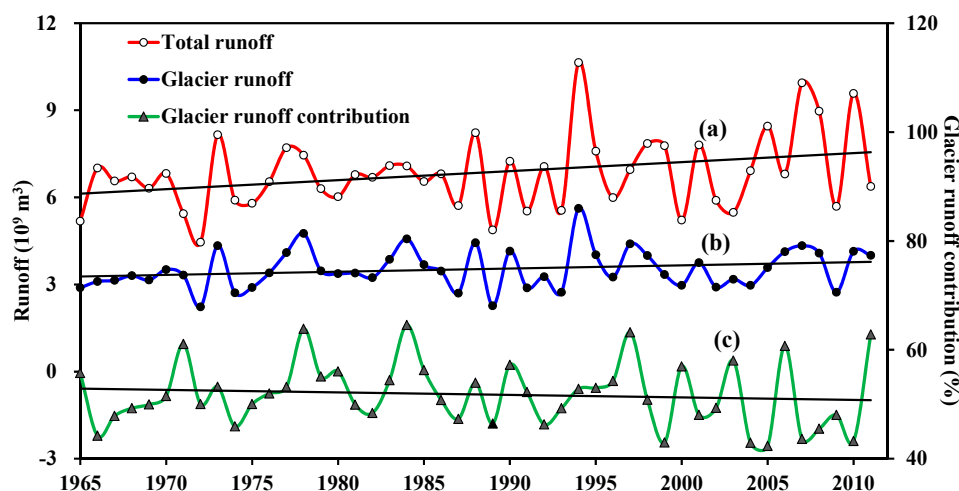 12
9
6
3
0
-3
Runoff (10⁹ m³)
Total runoff
Glacier runoff
Glacier runoff contribution
(a)
(b)
(c)
120
100
80
60
40
Glacier runoff
contribution (%)
1965 1970 1975 1980 1985 1990 1995 2000 2005 2010